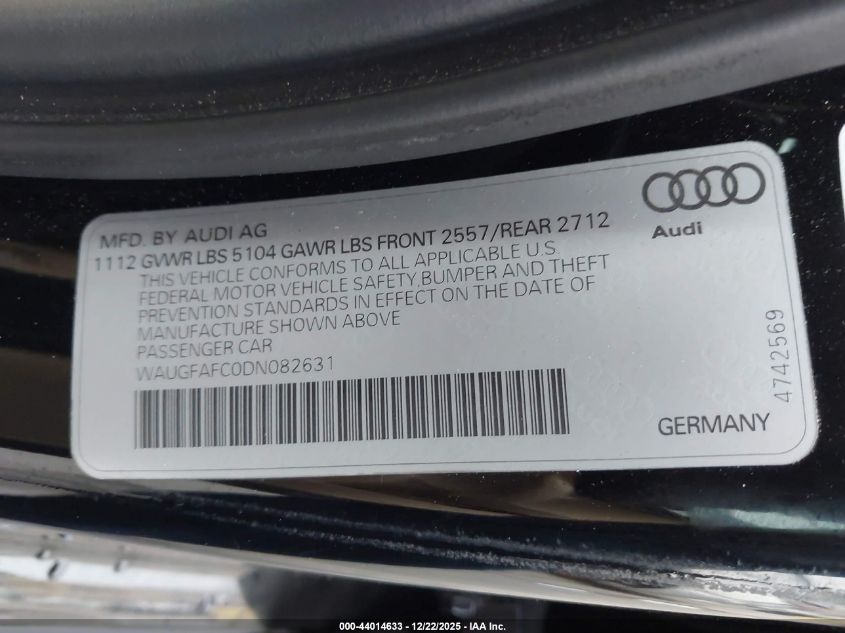 MFD. BY AUDI AG
1112 GVWR LBS 5104 GAWR LBS FRONT 2557/REAR 2712
THIS VEHICLE CONFORMS TO ALL APPLICABLE U.S
FEDERAL MOTOR VEHICLE SAFETY,BUMPER AND THEFT
PREVENTION STANDARDS IN EFFECT ON THE DATE OF
MANUFACTURE SHOWN ABOVE
PASSENGER CAR
WAUGFAFC0DN082631
Audi
4742569
GERMANY
000-44014633 - 12/22/2025 - IAA Inc.